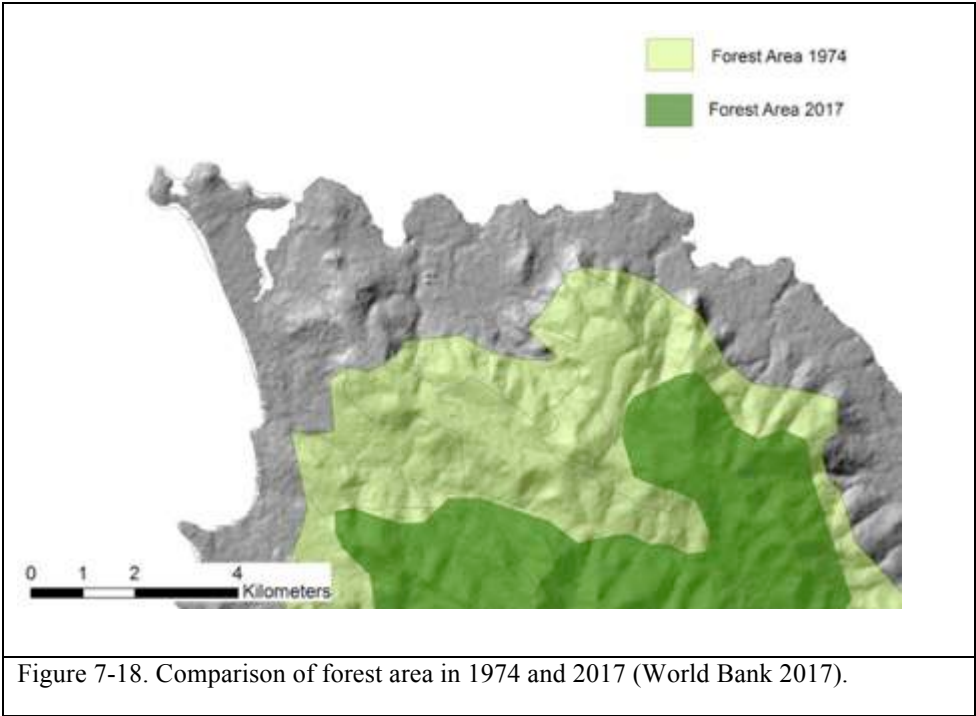 Forest Area 1974
Forest Area 2017
0 1 2 4
Kilometers
Figure 7-18. Comparison of forest area in 1974 and 2017 (World Bank 2017).